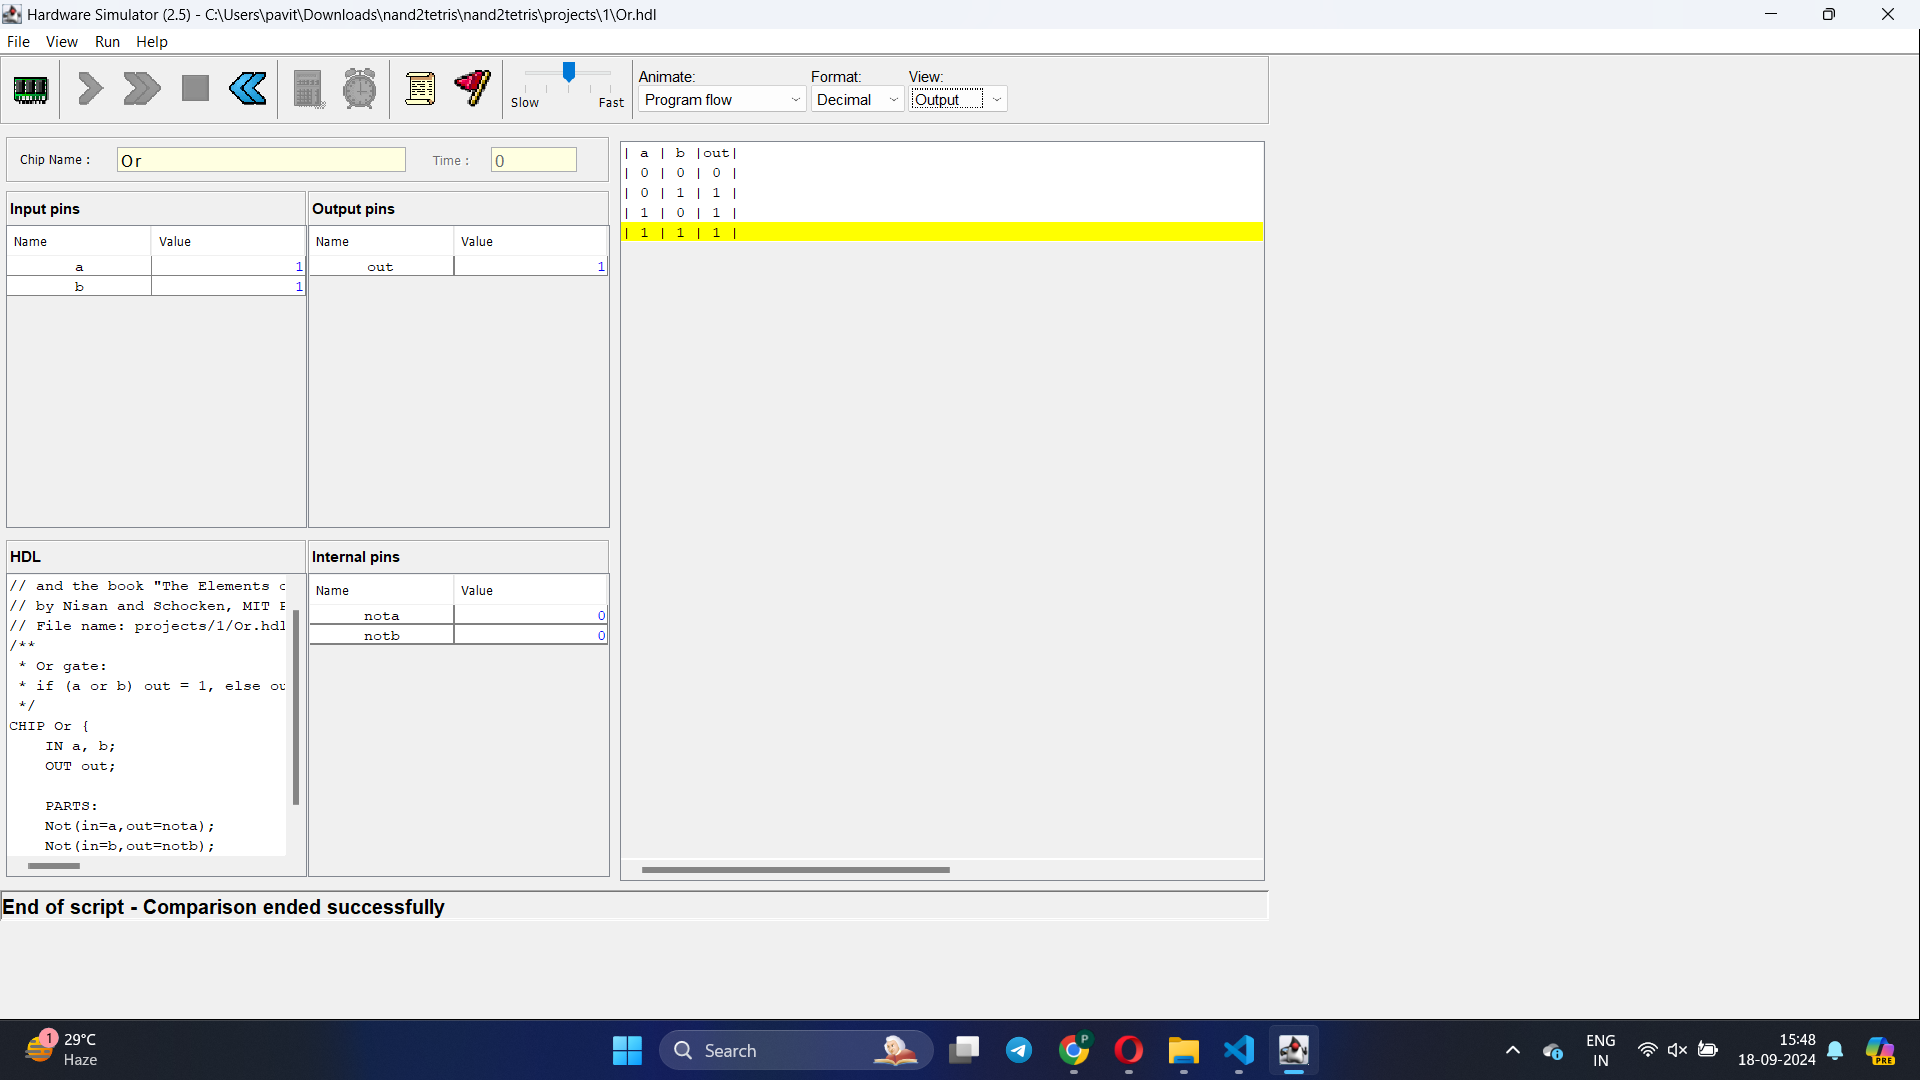 Hardware Simulator (2.5) - C:\Users\pavit\Downloads\nand2tetris\nand2tetris\projects\1\Or.hdl
File View Run Help
Slow Fast
Animate: Format: View:
Program flow Decimal Output
Chip Name : Or Time : 0
Input pins
Name Value
a 1
b 1
Output pins
Name Value
out 1
| a | b |out|
| 0 | 0 | 0 |
| 0 | 1 | 1 |
| 1 | 0 | 1 |
| 1 | 1 | 1 |
HDL
// and the book "The Elements
// by Nisan and Schocken, MIT
// File name: projects/1/Or.hdl
/**
* Or gate:
* if (a or b) out = 1, else ou
*/
CHIP Or {
IN a, b;
OUT out;
PARTS:
Not(in=a,out=nota);
Not(in=b,out=notb);
Internal pins
Name Value
nota 0
notb 0
End of script - Comparison ended successfully
1
29°C
Haze
Search
P
ENG
IN
15:48
18-09-2024
PRE